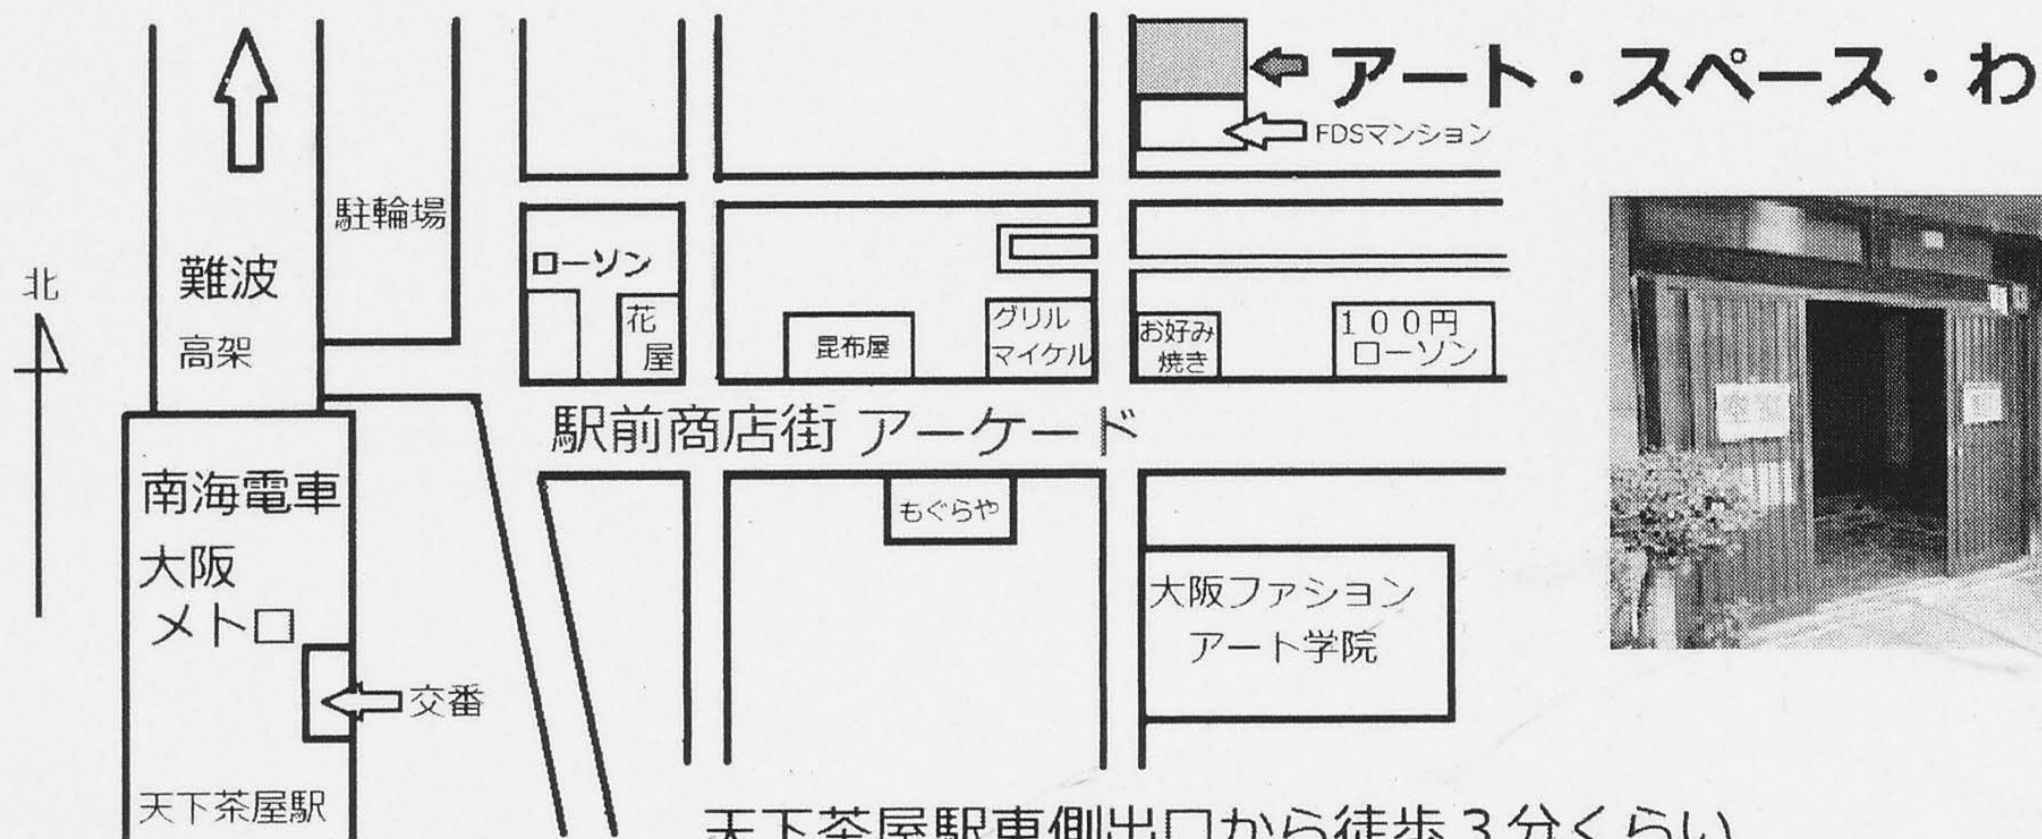 アート・スペース・わ
FDSマンション
駐輪場
北
難波
高架
ローソン
花
屋
昆布屋
グリル
マイケル
お好み
焼き
１００円
ローソン
駅前商店街 アーケード
南海電車
大阪
メトロ
もぐらや
大阪ファション
アート学院
交番
天下茶屋駅
天下茶屋駅東側出口から徒歩３分くらい